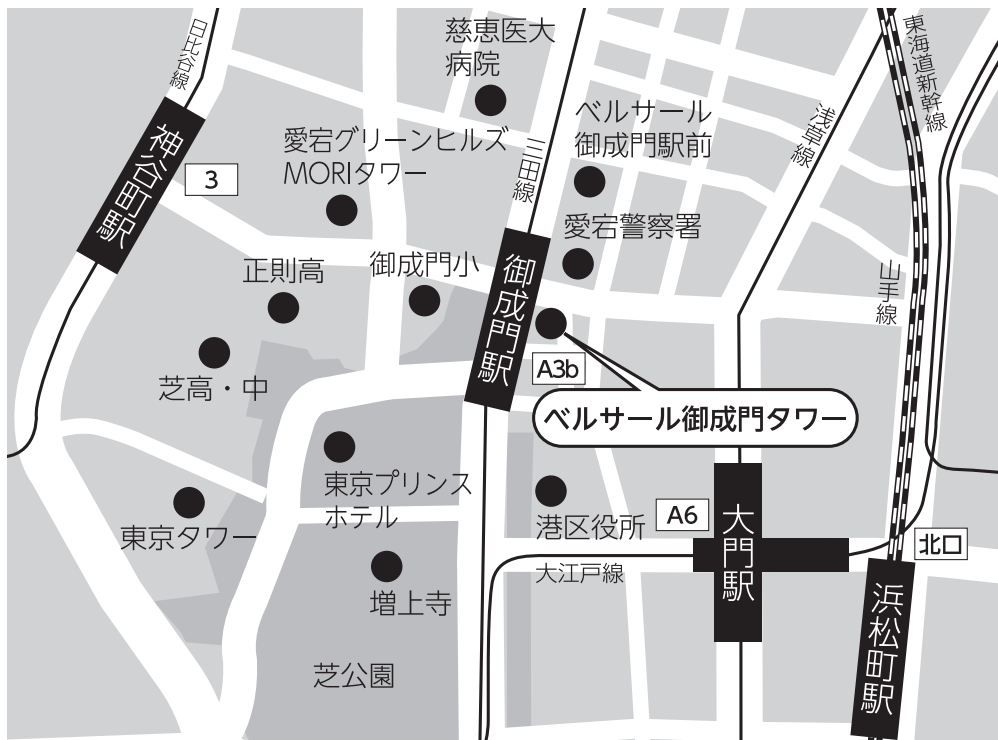 慈恵医大
病院
日比谷線
東海道新幹線
ベルサール
御成門駅前
浅草線
愛宕グリーンヒルズ
MORIタワー
三田線
神谷町駅
3
愛宕警察署
正則高
御成門小
御成門駅
山手線
芝高・中
A3b
ベルサール御成門タワー
東京プリンス
ホテル
東京タワー
港区役所
A6
大門駅
北口
大江戸線
増上寺
浜松町駅
芝公園